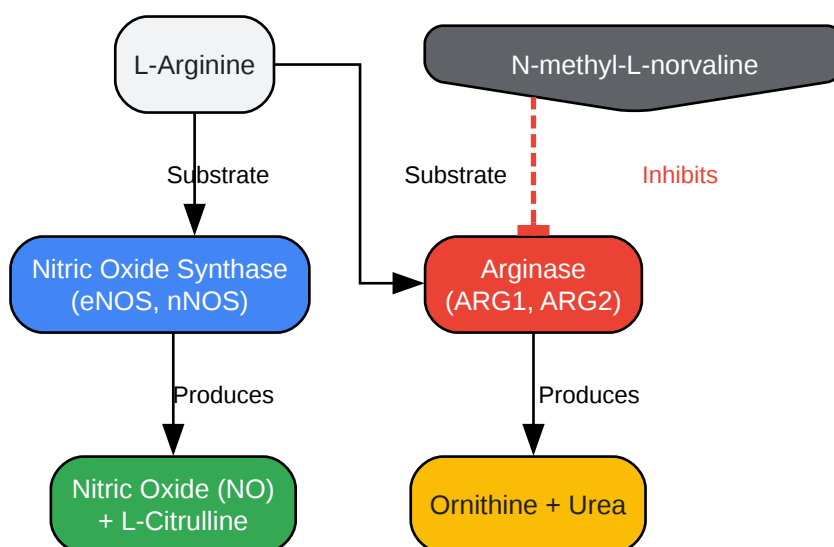 L-Arginine
N-methyl-L-norvaline
Substrate
Substrate
Inhibits
Nitric Oxide Synthase
(eNOS, nNOS)
Arginase
(ARG1, ARG2)
Produces
Produces
Nitric Oxide (NO)
+ L-Citrulline
Ornithine + Urea